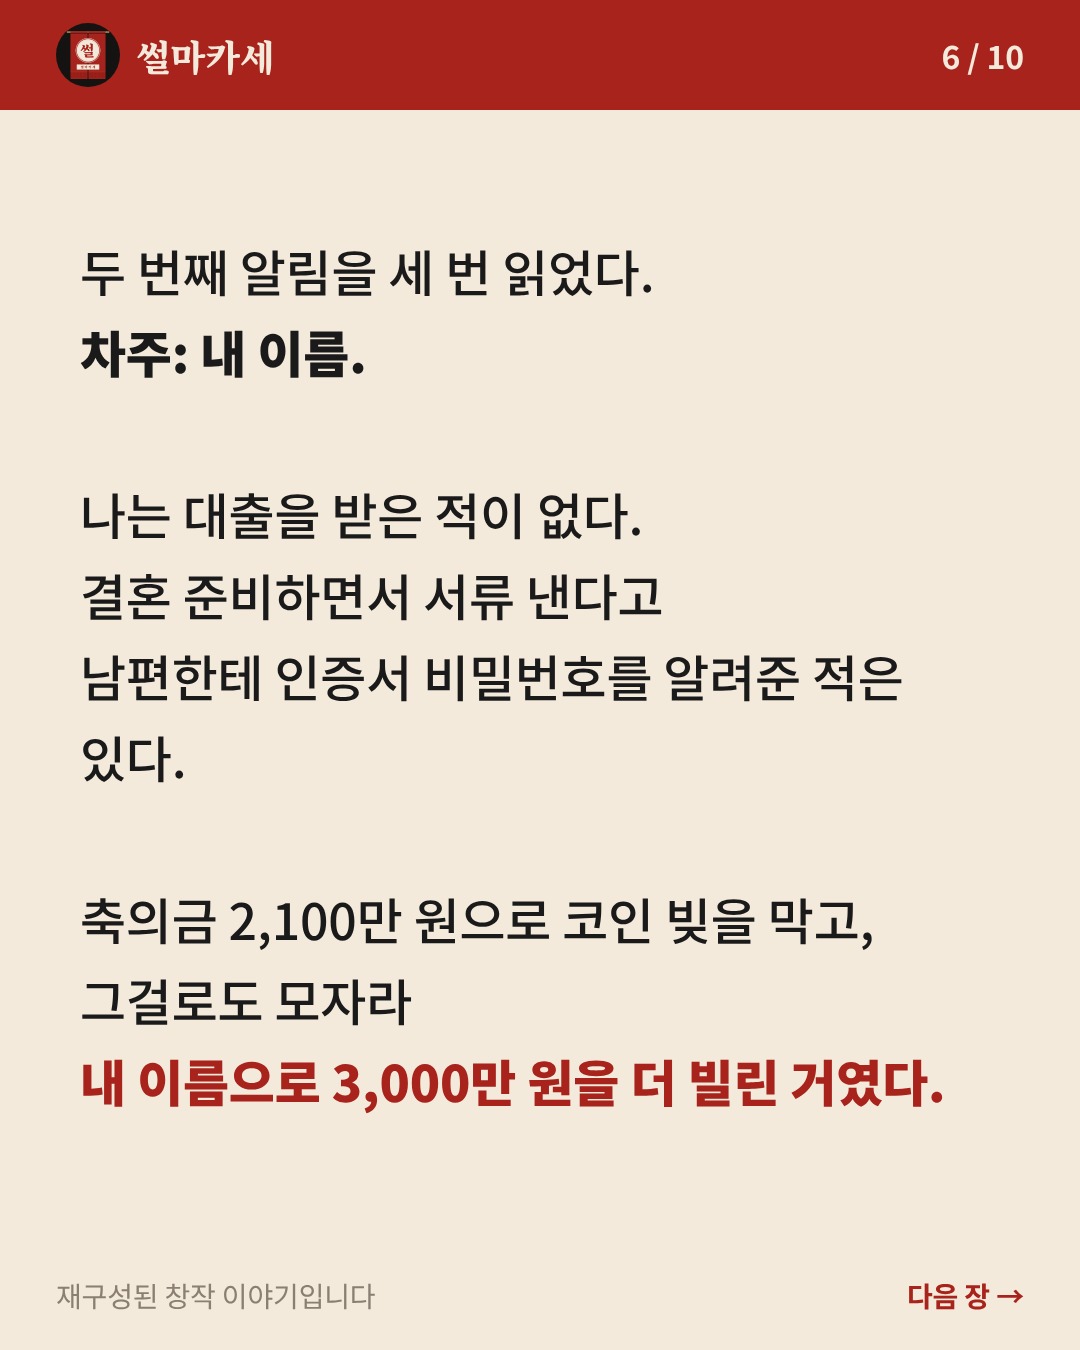 썰
썰마카세
6 / 10
두 번째 알림을 세 번 읽었다.
차주: 내 이름.
나는 대출을 받은 적이 없다.
결혼 준비하면서 서류 낸다고
남편한테 인증서 비밀번호를 알려준 적은
있다.
축의금 2,100만 원으로 코인 빚을 막고,
그걸로도 모자라
내 이름으로 3,000만 원을 더 빌린 거였다.
재구성된 창작 이야기입니다
다음 장 →